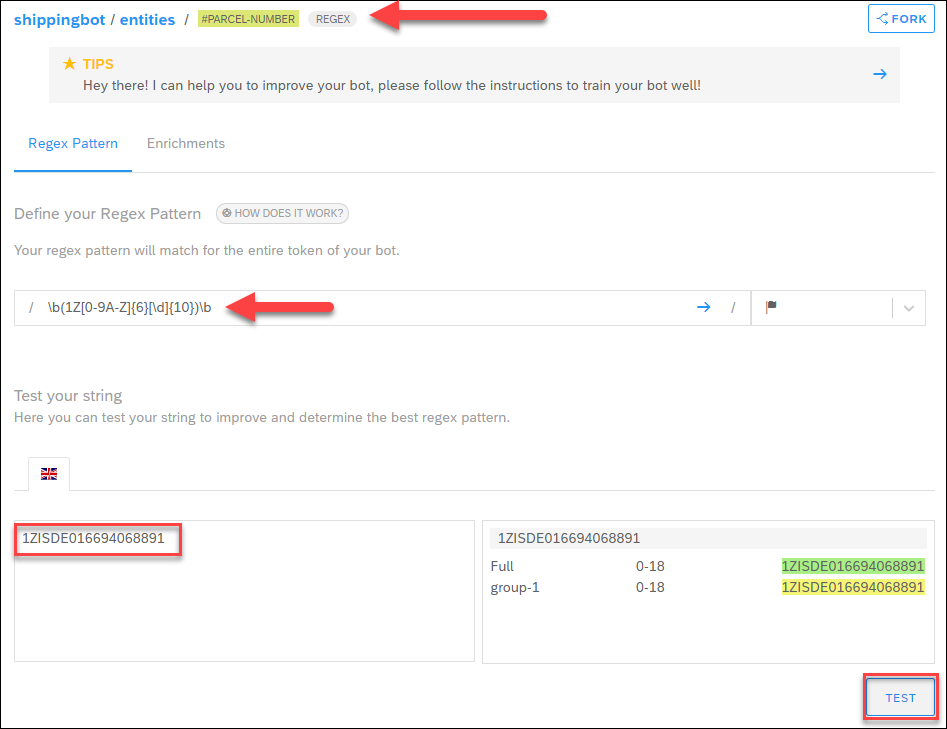 shippingbot / entities / #PARCEL-NUMBER REGEX FORK
TIPS
Hey there! I can help you to improve your bot, please follow the instructions to train your bot well!
Regex Pattern Enrichments
Define your Regex Pattern HOW DOES IT WORK?
Your regex pattern will match for the entire token of your bot.
/ \b(1Z[0-9A-Z]{6}[\d]{10})\b /
Test your string
Here you can test your string to improve and determine the best regex pattern.
1ZISDE016694068891 1ZISDE016694068891
Full 0-18 1ZISDE016694068891
group-1 0-18 1ZISDE016694068891
TEST